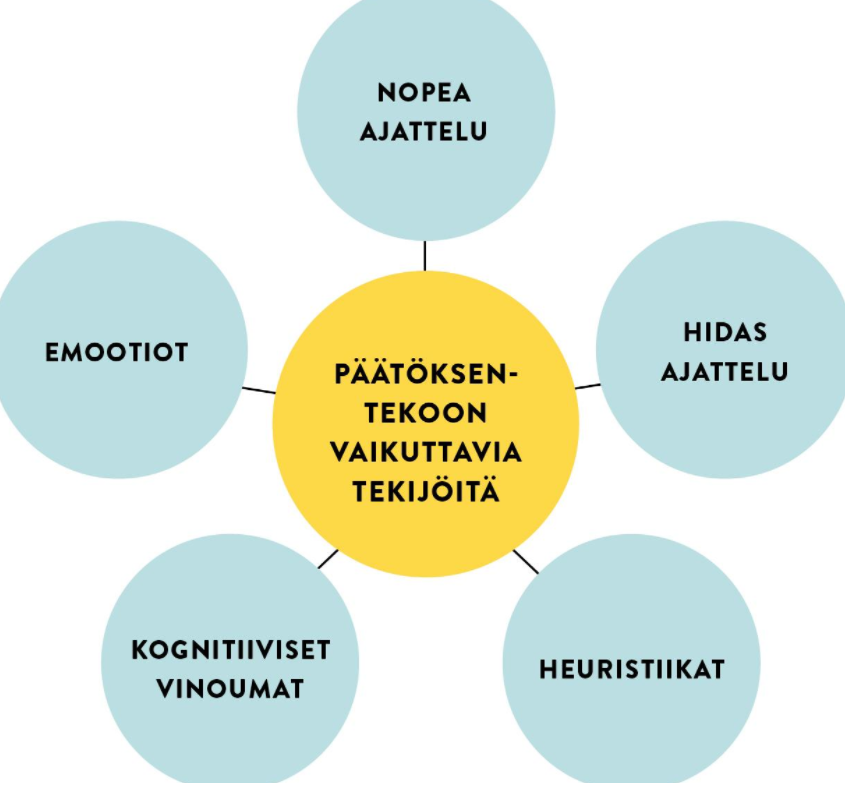 NOPEA
AJATTELU
EMOOTIOT
HIDAS
AJATTELU
PÄÄTÖKSEN-
TEKOON
VAIKUTTAVIA
TEKIJÖITÄ
KOGNITIIVISET
VINOUMAT
HEURISTIIKAT